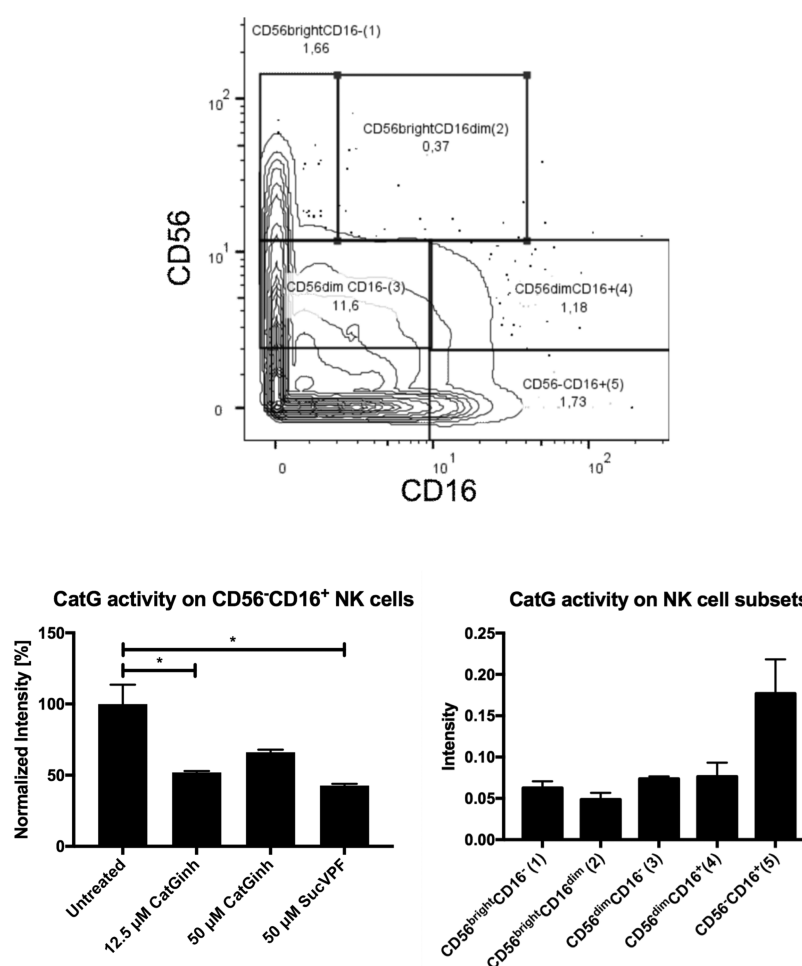 CD56brightCD16-(1)
1,66
CD56brightCD16dim(2)
0,37
CD56dim CD16-(3)
11,6
CD56dimCD16+(4)
1,18
CD56-CD16+(5)
1,73
CD56
10²
10¹
0
0
10¹
10²
CD16
CatG activity on CD56⁻CD16⁺ NK cells
Normalized Intensity [%]
150
100
50
0
*
*
Untreated
12.5 µM CatGinh
50 µM CatGinh
50 µM SucVPF
CatG activity on NK cell subsets
Intensity
0.25
0.20
0.15
0.10
0.05
0.00
CD56ᵇʳⁱᵍʰᵗCD16⁻ (1)
CD56ᵇʳⁱᵍʰᵗCD16ᵈⁱᵐ (2)
CD56ᵈⁱᵐCD16⁻ (3)
CD56ᵈⁱᵐCD16⁺ (4)
CD56⁻CD16⁺ (5)